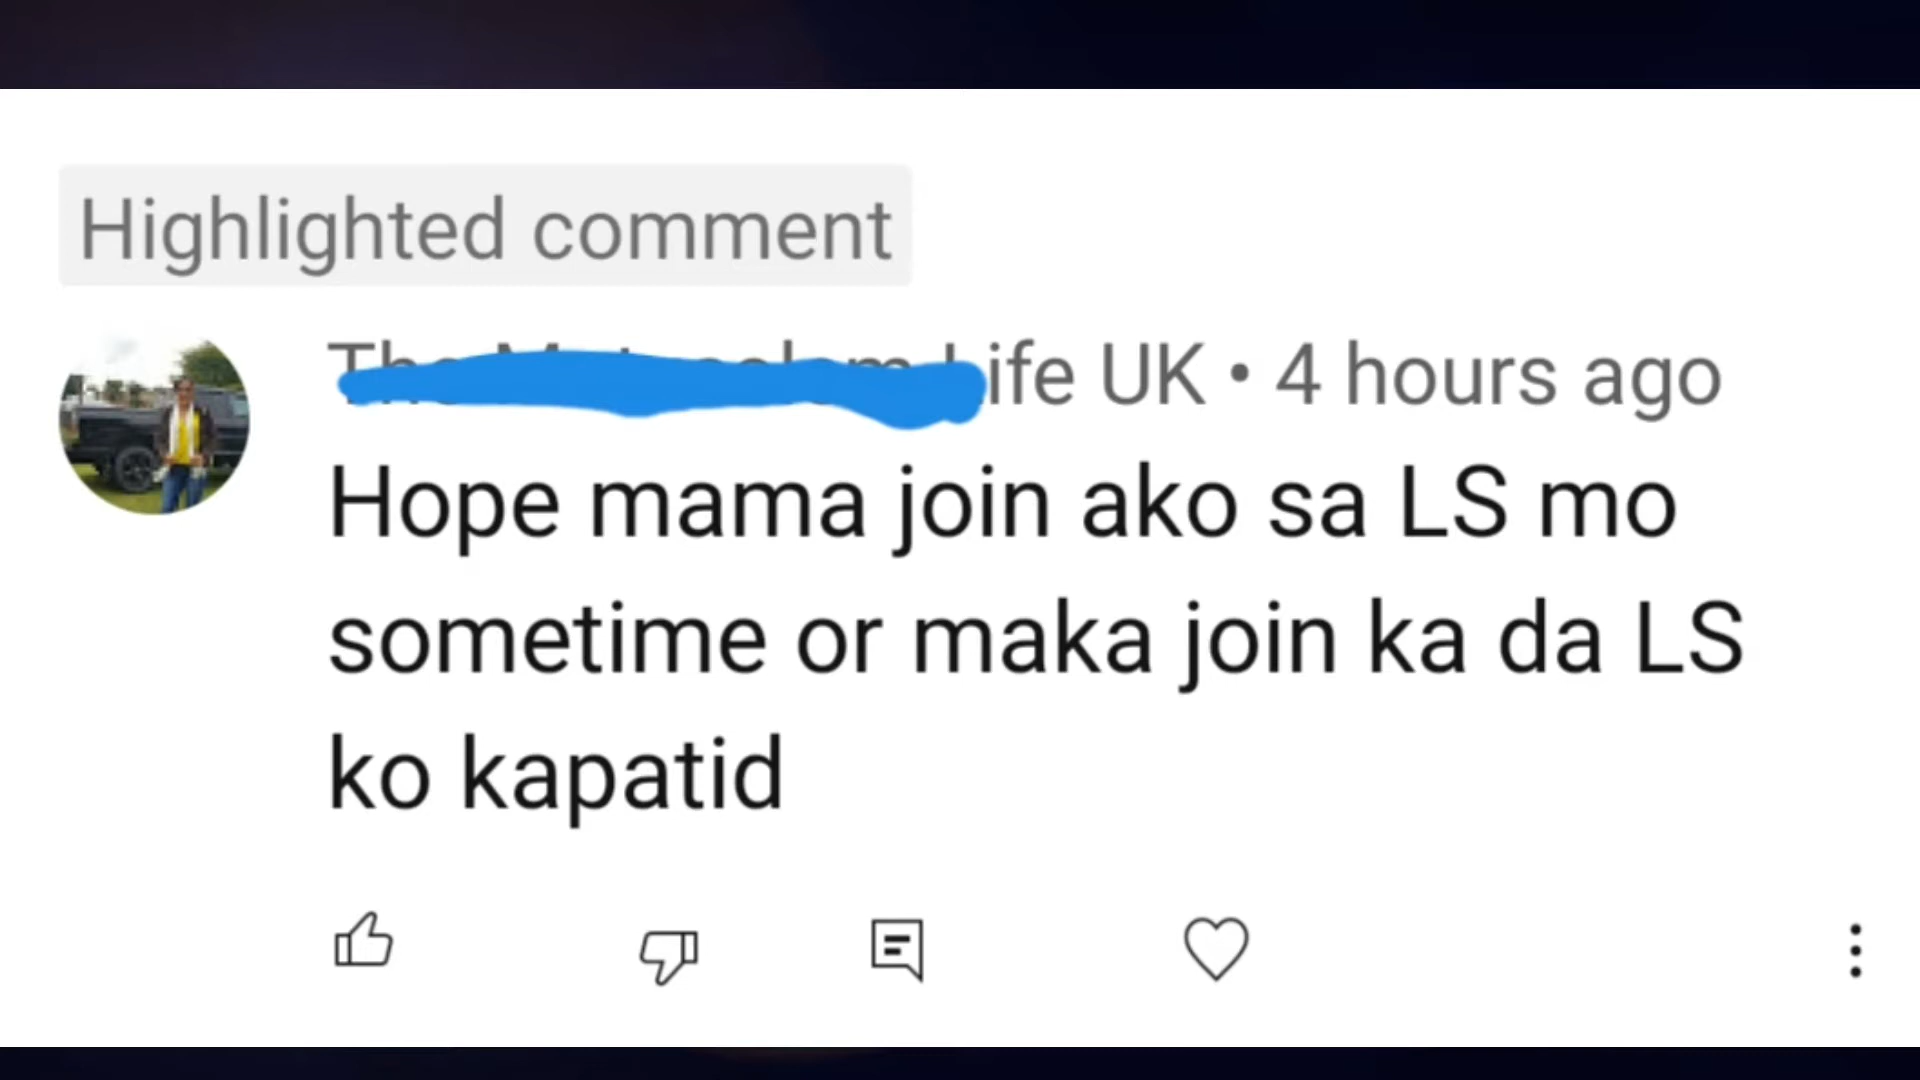 Highlighted comment
Life UK • 4 hours ago
Hope mama join ako sa LS mo
sometime or maka join ka da LS
ko kapatid